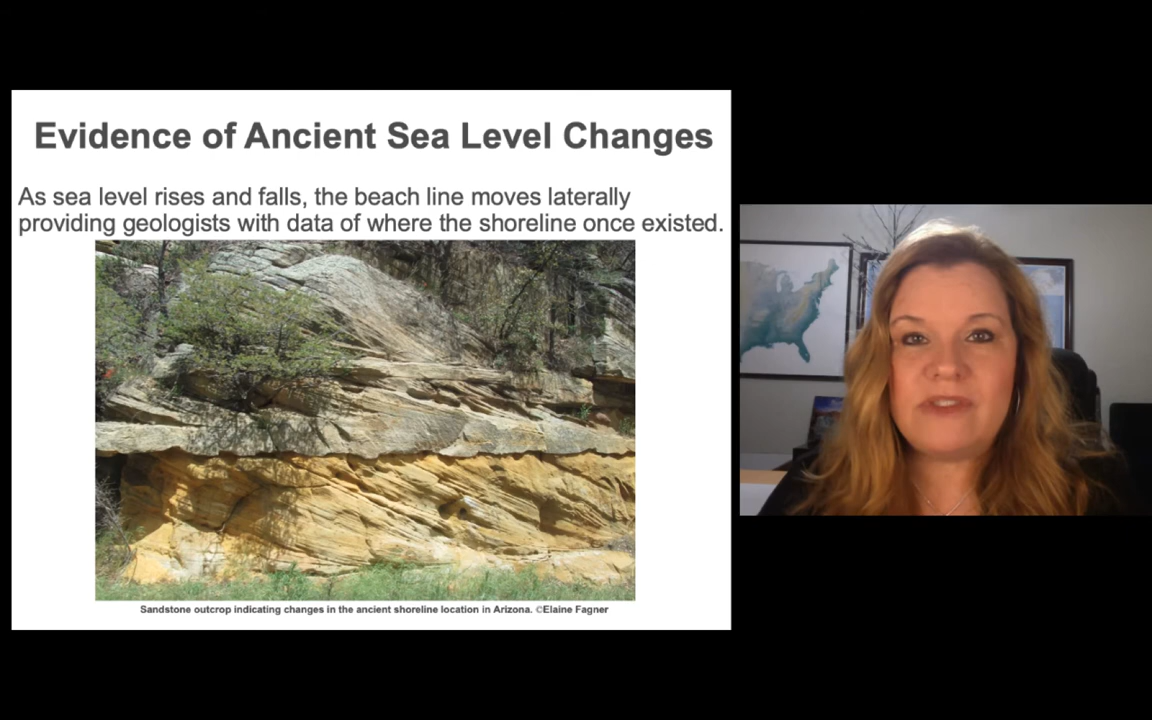 Evidence of Ancient Sea Level Changes
As sea level rises and falls, the beach line moves laterally
providing geologists with data of where the shoreline once existed.
Sandstone outcrop indicating changes in the ancient shoreline location in Arizona. ©Elaine Fagner